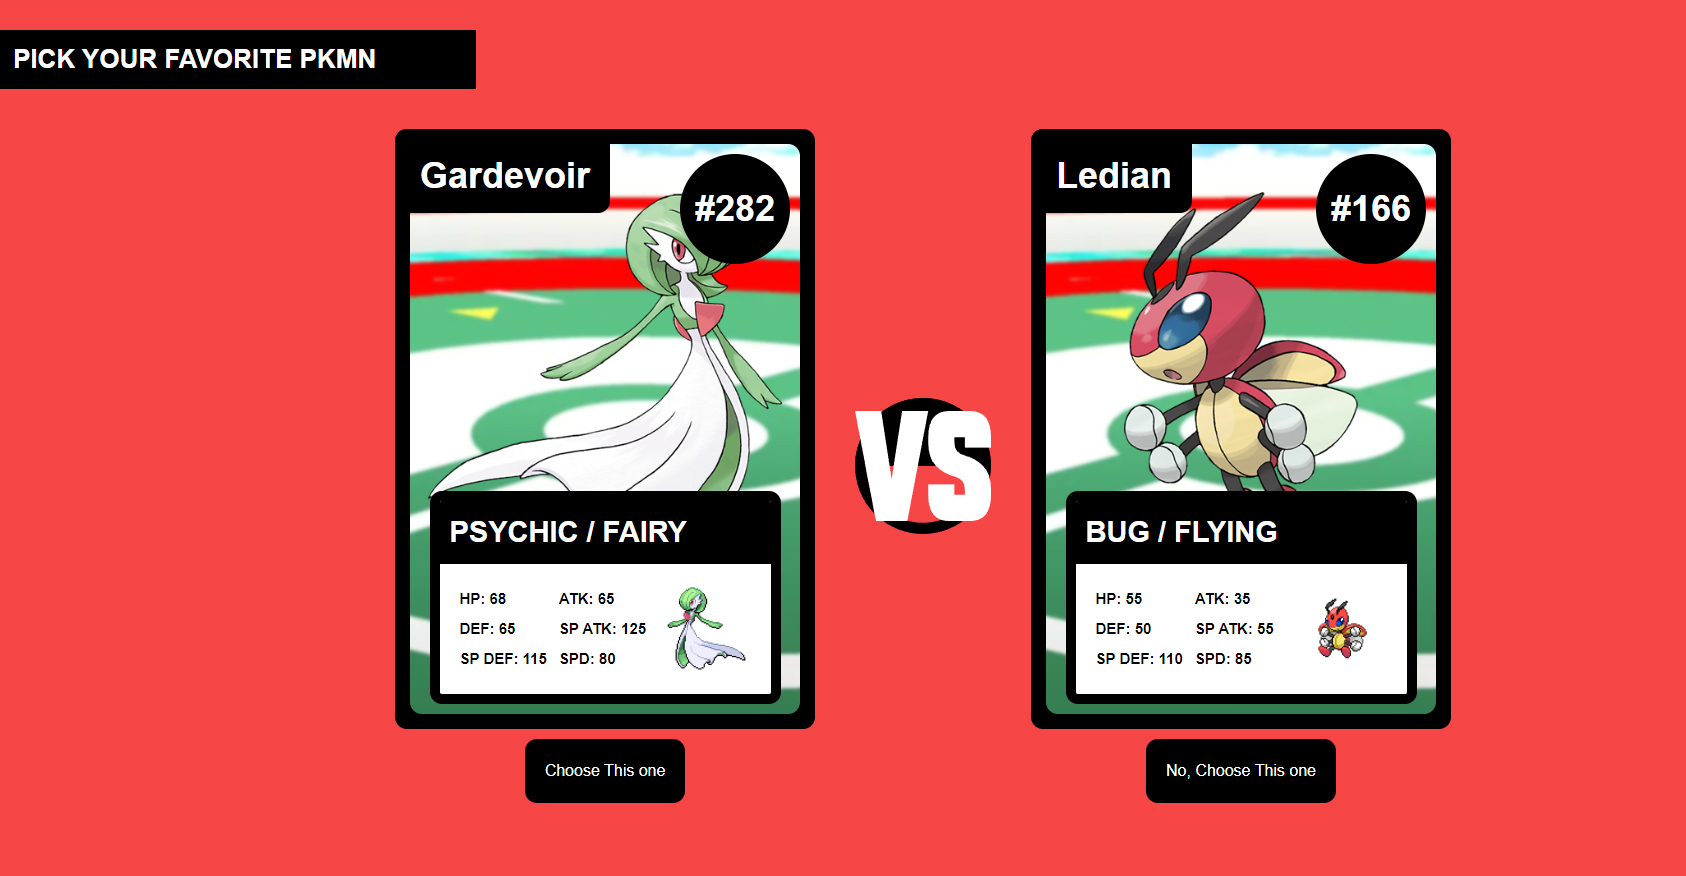 PICK YOUR FAVORITE PKMN
Gardevoir
#282
PSYCHIC / FAIRY
HP: 68 ATK: 65
DEF: 65 SP ATK: 125
SP DEF: 115 SPD: 80
Choose This one
VS
Ledian
#166
BUG / FLYING
HP: 55 ATK: 35
DEF: 50 SP ATK: 55
SP DEF: 110 SPD: 85
No, Choose This one